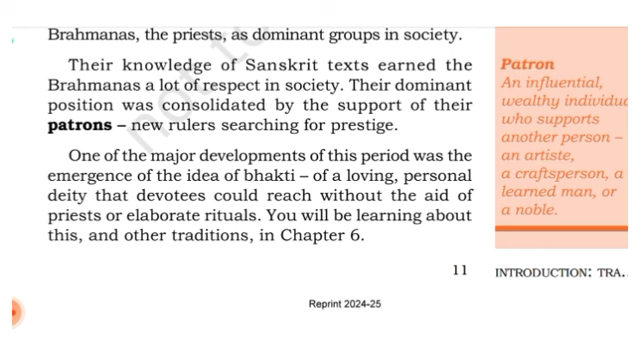 Brahmanas, the priests, as dominant groups in society.
Their knowledge of Sanskrit texts earned the
Brahmanas a lot of respect in society. Their dominant
position was consolidated by the support of their
patrons – new rulers searching for prestige.
One of the major developments of this period was the
emergence of the idea of bhakti – of a loving, personal
deity that devotees could reach without the aid of
priests or elaborate rituals. You will be learning about
this, and other traditions, in Chapter 6.
Patron
An influential,
wealthy individu
who supports
another person –
an artiste,
a craftsperson, a
learned man, or
a noble.
11
INTRODUCTION: TRA..
Reprint 2024-25
not to